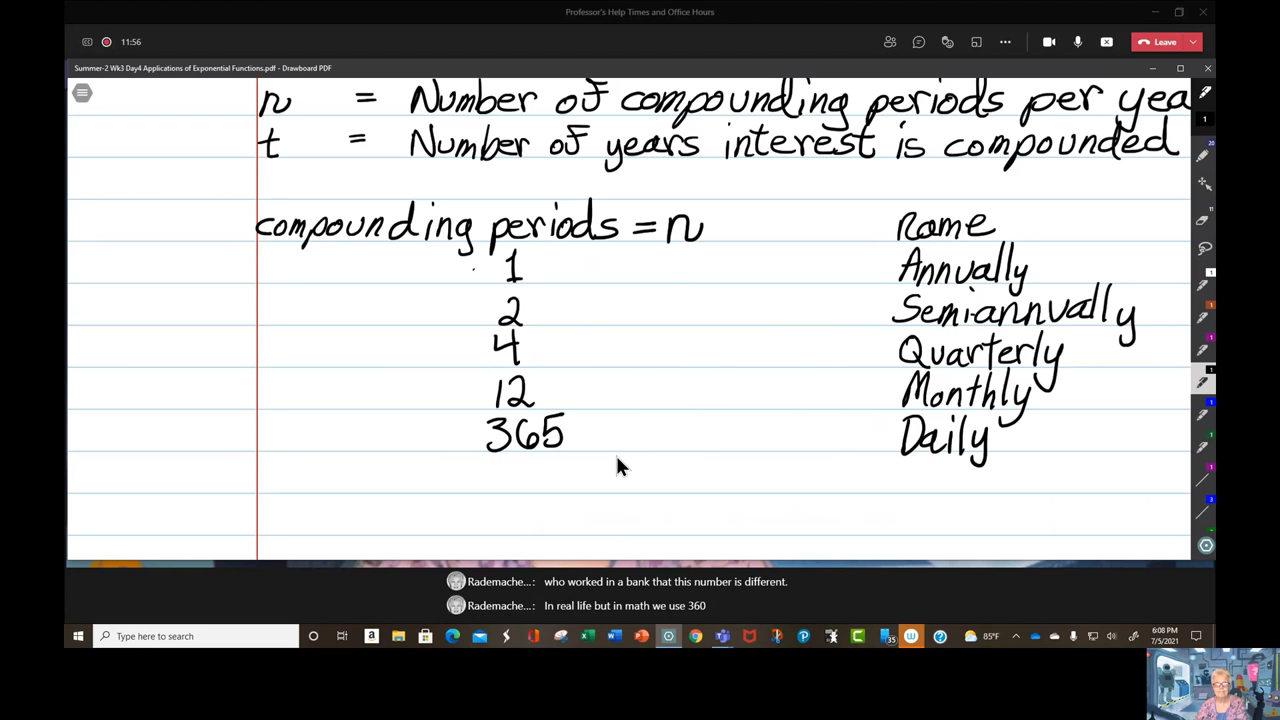 Professor's Help Times and Office Hours
11:56
Leave
Summer-2 Wk3 Day4 Applications of Exponential Functions.pdf - Drawboard PDF
n = Number of compounding periods per yea
t = Number of years interest is compounded
compounding periods = n name
1 Annually
2 Semi-annually
4 Quarterly
12 Monthly
365 Daily
Rademache...: who worked in a bank that this number is different.
Rademache...: In real life but in math we use 360
Type here to search
85°F
6:08 PM
7/5/2021